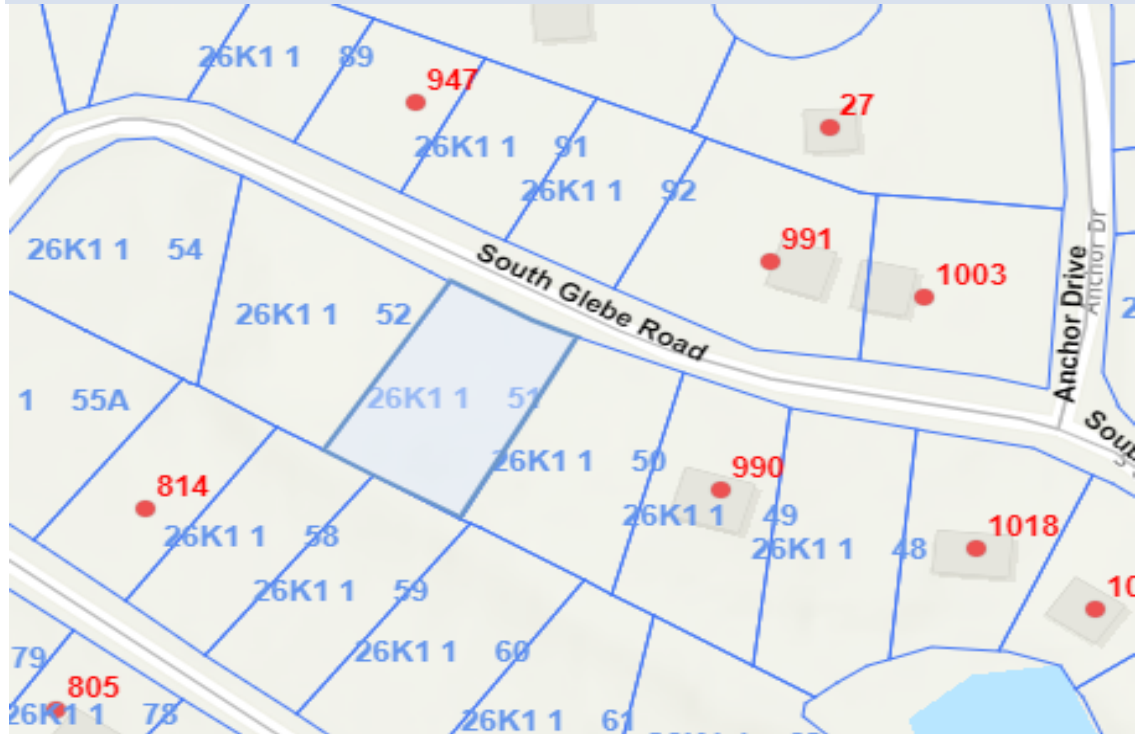 26K1 1 89
947
27
26K1 1 91
26K1 1 92
991
1003
Anchor Drive
Anchor Dr
26K1 1 54
South Glebe Road
26K1 1 52
2
1 55A
26K1 1 51
26K1 1 50
990
814
26K1 1 49
26K1 1 58
26K1 1 48
1018
26K1 1 59
10
26K1 1 60
79
805
26K1 1 78
26K1 1 61